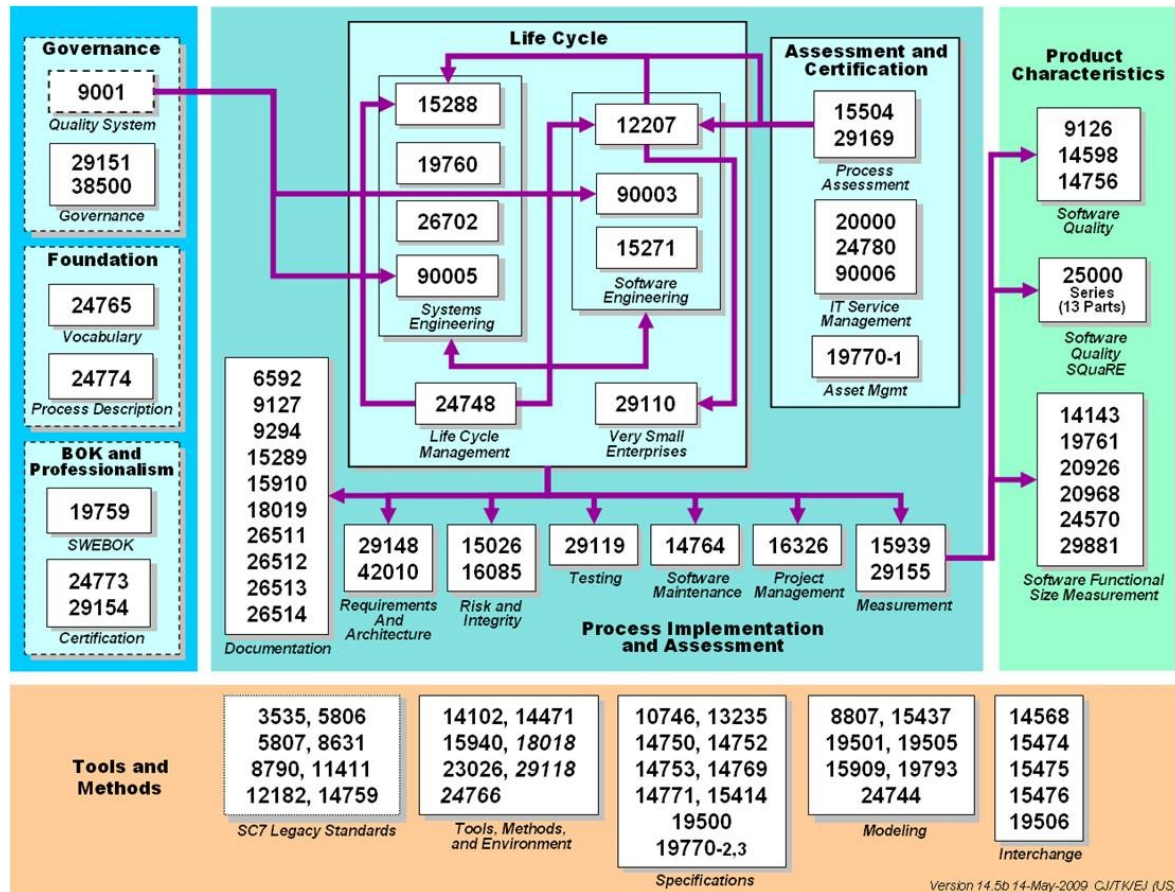 Governance
9001
Quality System
29151
38500
Governance
Foundation
24765
Vocabulary
24774
Process Description
BOK and
Professionalism
19759
SWEBOK
24773
29154
Certification
Life Cycle
15288
19760
26702
90005
Systems
Engineering
12207
90003
15271
Software
Engineering
24748
Life Cycle
Management
29110
Very Small
Enterprises
Assessment and
Certification
15504
29169
Process
Assessment
20000
24780
90006
IT Service
Management
19770-1
Asset Mgmt
6592
9127
9294
15289
15910
18019
26511
26512
26513
26514
Documentation
29148
42010
Requirements
And
Architecture
15026
16085
Risk and
Integrity
29119
Testing
14764
Software
Maintenance
16326
Project
Management
15939
29155
Measurement
Process Implementation
and Assessment
Product
Characteristics
9126
14598
14756
Software
Quality
25000
Series
(13 Parts)
Software
Quality
SQuaRE
14143
19761
20926
20968
24570
29881
Software Functional
Size Measurement
Tools and
Methods
3535, 5806
5807, 8631
8790, 11411
12182, 14759
SC7 Legacy Standards
14102, 14471
15940, 18018
23026, 29118
24766
Tools, Methods,
and Environment
10746, 13235
14750, 14752
14753, 14769
14771, 15414
19500
19770-2,3
Specifications
8807, 15437
19501, 19505
15909, 19793
24744
Modeling
14568
15474
15475
15476
19506
Interchange
Version 14.5b 14-May-2009 CJ/TK/EJ (US